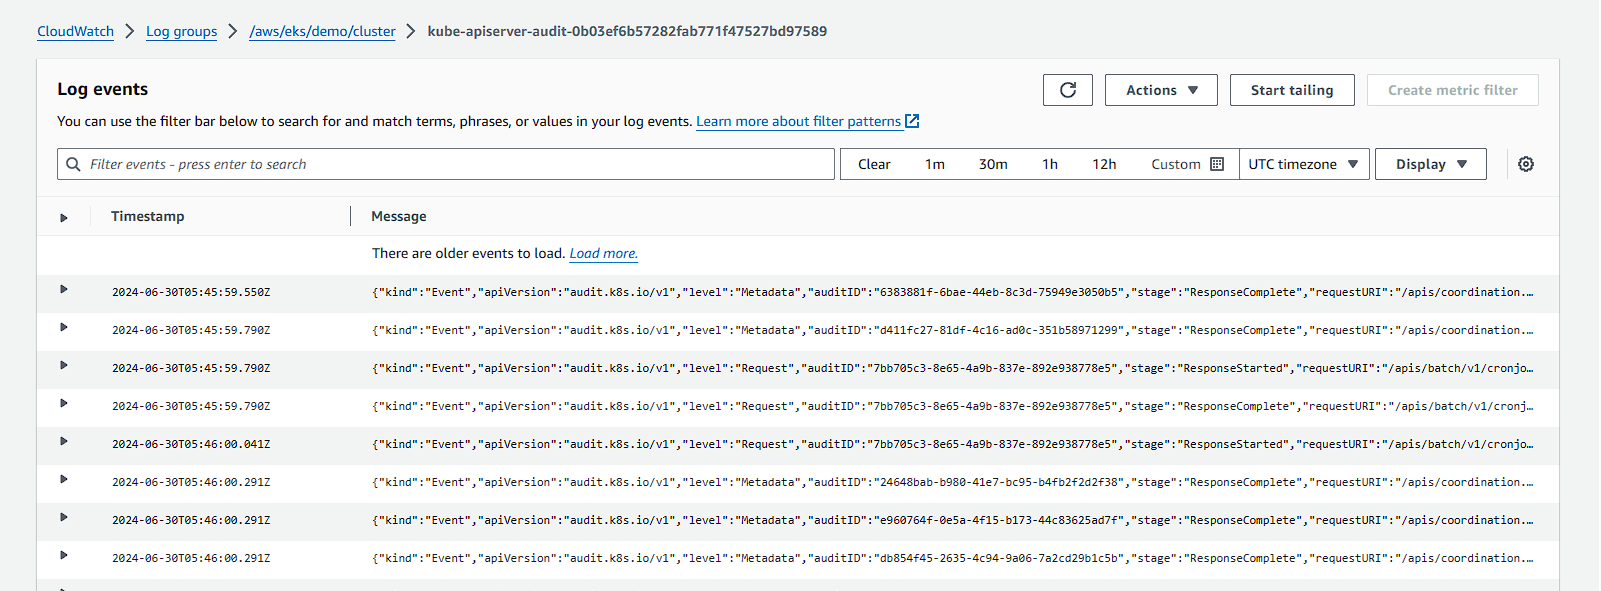 CloudWatch > Log groups > /aws/eks/demo/cluster > kube-apiserver-audit-0b03ef6b57282fab771f47527bd97589
Log events
Actions
Start tailing
Create metric filter
You can use the filter bar below to search for and match terms, phrases, or values in your log events. Learn more about filter patterns
Filter events - press enter to search
Clear 1m 30m 1h 12h Custom UTC timezone Display
Timestamp Message
There are older events to load. Load more.
2024-06-30T05:45:59.550Z {"kind":"Event","apiVersion":"audit.k8s.io/v1","level":"Metadata","auditID":"6383881f-6bae-44eb-8c3d-75949e3050b5","stage":"ResponseComplete","requestURI":"/apis/coordination.…
2024-06-30T05:45:59.790Z {"kind":"Event","apiVersion":"audit.k8s.io/v1","level":"Metadata","auditID":"d411fc27-81df-4c16-ad0c-351b58971299","stage":"ResponseComplete","requestURI":"/apis/coordination.…
2024-06-30T05:45:59.790Z {"kind":"Event","apiVersion":"audit.k8s.io/v1","level":"Request","auditID":"7bb705c3-8e65-4a9b-837e-892e938778e5","stage":"ResponseStarted","requestURI":"/apis/batch/v1/cronjo…
2024-06-30T05:45:59.790Z {"kind":"Event","apiVersion":"audit.k8s.io/v1","level":"Request","auditID":"7bb705c3-8e65-4a9b-837e-892e938778e5","stage":"ResponseComplete","requestURI":"/apis/batch/v1/cronj…
2024-06-30T05:46:00.041Z {"kind":"Event","apiVersion":"audit.k8s.io/v1","level":"Request","auditID":"7bb705c3-8e65-4a9b-837e-892e938778e5","stage":"ResponseStarted","requestURI":"/apis/batch/v1/cronjo…
2024-06-30T05:46:00.291Z {"kind":"Event","apiVersion":"audit.k8s.io/v1","level":"Metadata","auditID":"24648bab-b980-41e7-bc95-b4fb2f2d2f38","stage":"ResponseComplete","requestURI":"/apis/coordination.…
2024-06-30T05:46:00.291Z {"kind":"Event","apiVersion":"audit.k8s.io/v1","level":"Metadata","auditID":"e960764f-0e5a-4f15-b173-44c83625ad7f","stage":"ResponseComplete","requestURI":"/apis/coordination.…
2024-06-30T05:46:00.291Z {"kind":"Event","apiVersion":"audit.k8s.io/v1","level":"Metadata","auditID":"db854f45-2635-4c94-9a06-7a2cd29b1c5b","stage":"ResponseComplete","requestURI":"/apis/coordination.…